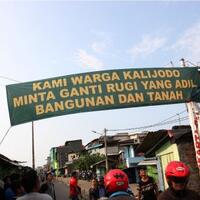 KAMI WARGA KALIJODO
MINTA GANTI RUGI YANG ADIL
BANGUNAN DAN TANAH